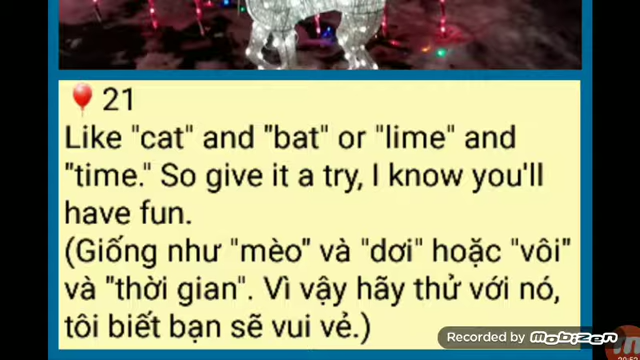 21
Like "cat" and "bat" or "lime" and
"time." So give it a try, I know you'll
have fun.
(Giống như "mèo" và "dơi" hoặc "vôi"
và "thời gian". Vì vậy hãy thử với nó,
tôi biết bạn sẽ vui vẻ.)
Recorded by mobizen